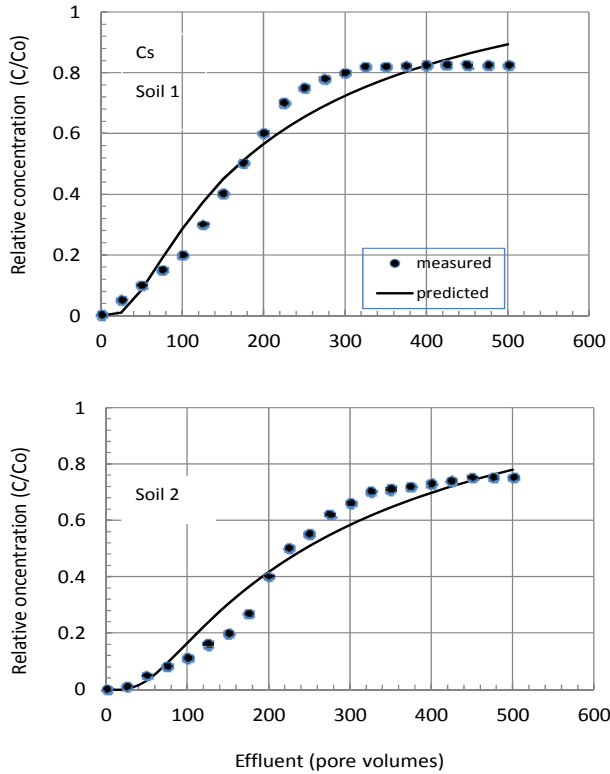 Relative concentration (C/Co)
1
0.8
0.6
0.4
0.2
0
Cs
Soil 1
measured
predicted
0 100 200 300 400 500 600
Relative oncentration (C/Co)
1
0.8
0.6
0.4
0.2
0
Soil 2
0 100 200 300 400 500 600
Effluent (pore volumes)